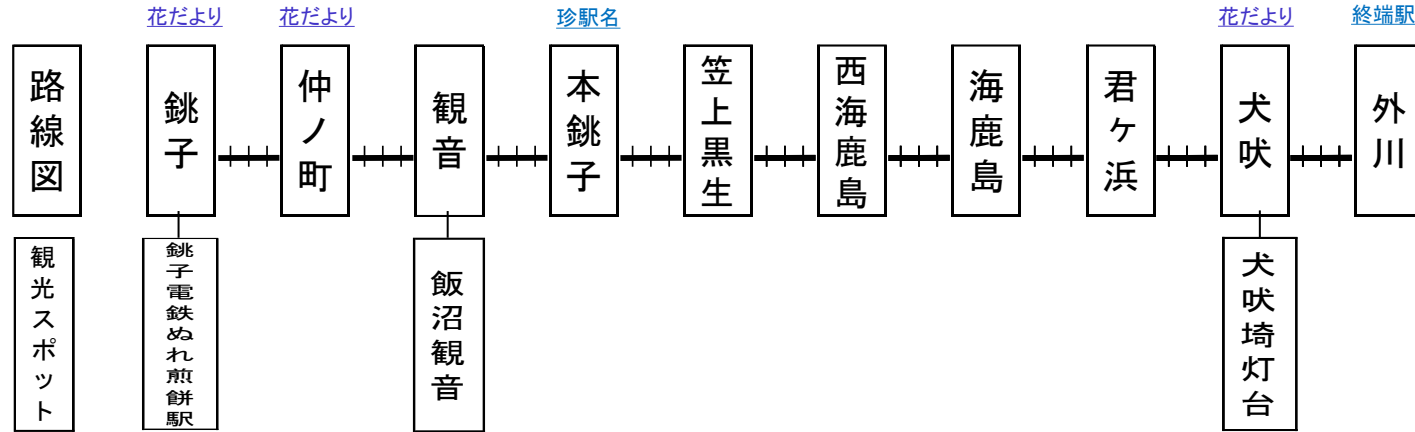 花だより
花だより
珍駅名
花だより
終端駅
路線図
銚子
仲ノ町
観音
本銚子
笠上黒生
西海鹿島
海鹿島
君ヶ浜
犬吠
外川
観光スポット
銚子電鉄ぬれ煎餅駅
飯沼観音
犬吠埼灯台